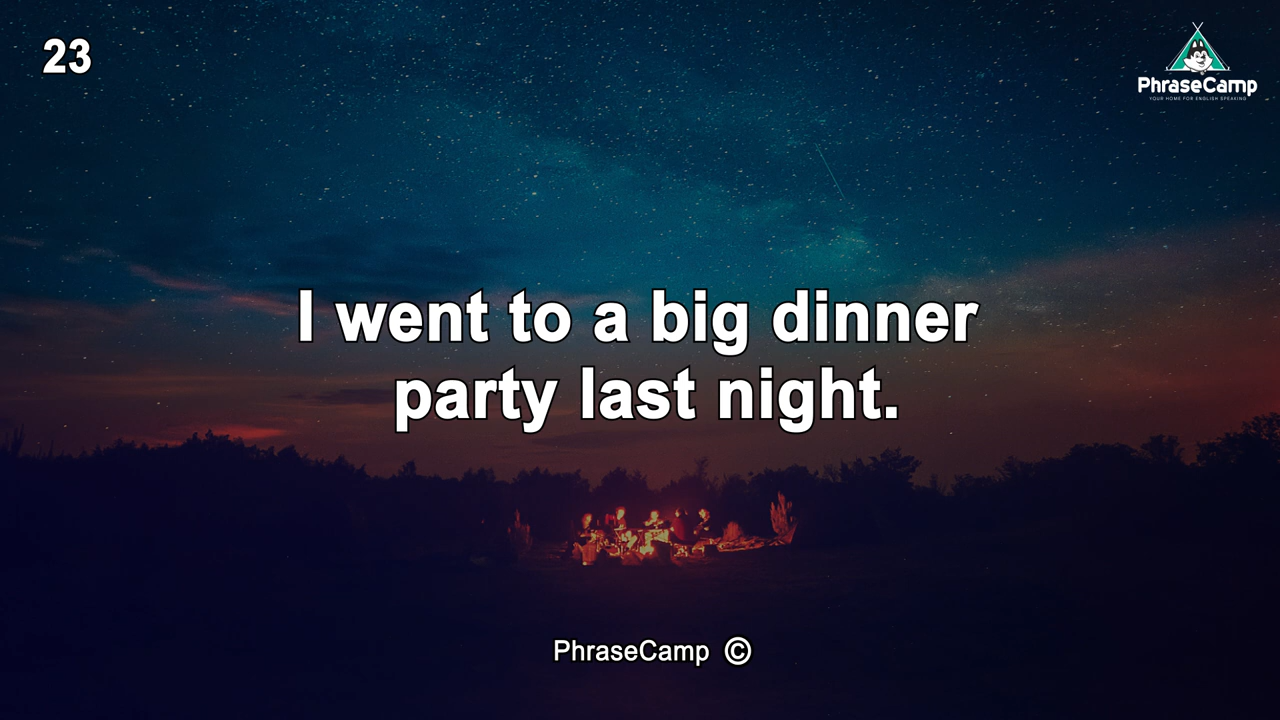 23
PhraseCamp
YOUR HOME FOR ENGLISH SPEAKING
I went to a big dinner
party last night.
PhraseCamp ©